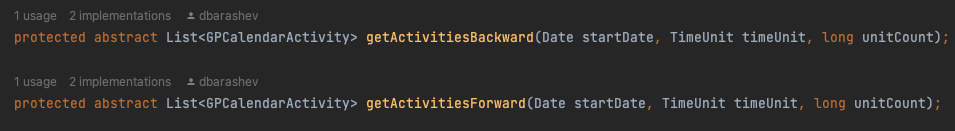 1 usage 2 implementations dbarashev
protected abstract List<GPCalendarActivity> getActivitiesBackward(Date startDate, TimeUnit timeUnit, long unitCount);
1 usage 2 implementations dbarashev
protected abstract List<GPCalendarActivity> getActivitiesForward(Date startDate, TimeUnit timeUnit, long unitCount);